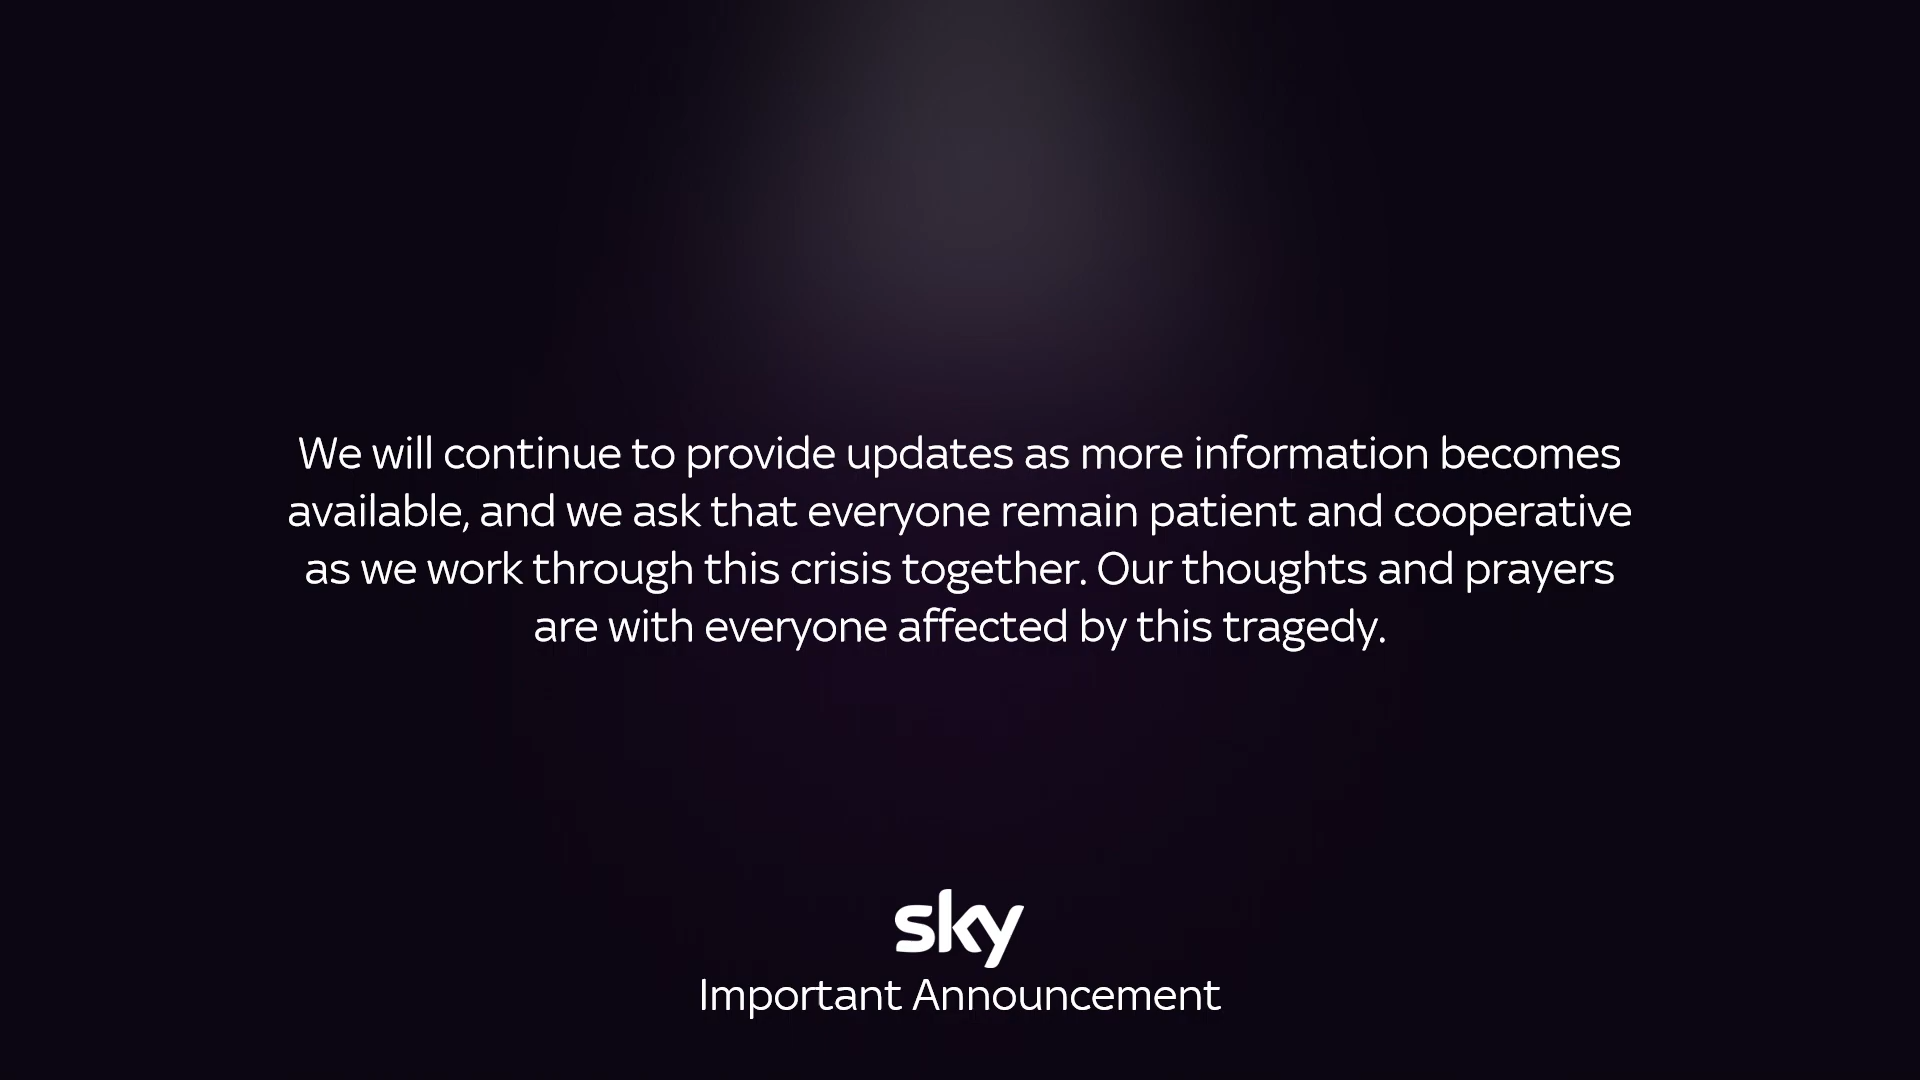 We will continue to provide updates as more information becomes
available, and we ask that everyone remain patient and cooperative
as we work through this crisis together. Our thoughts and prayers
are with everyone affected by this tragedy.
sky
Important Announcement